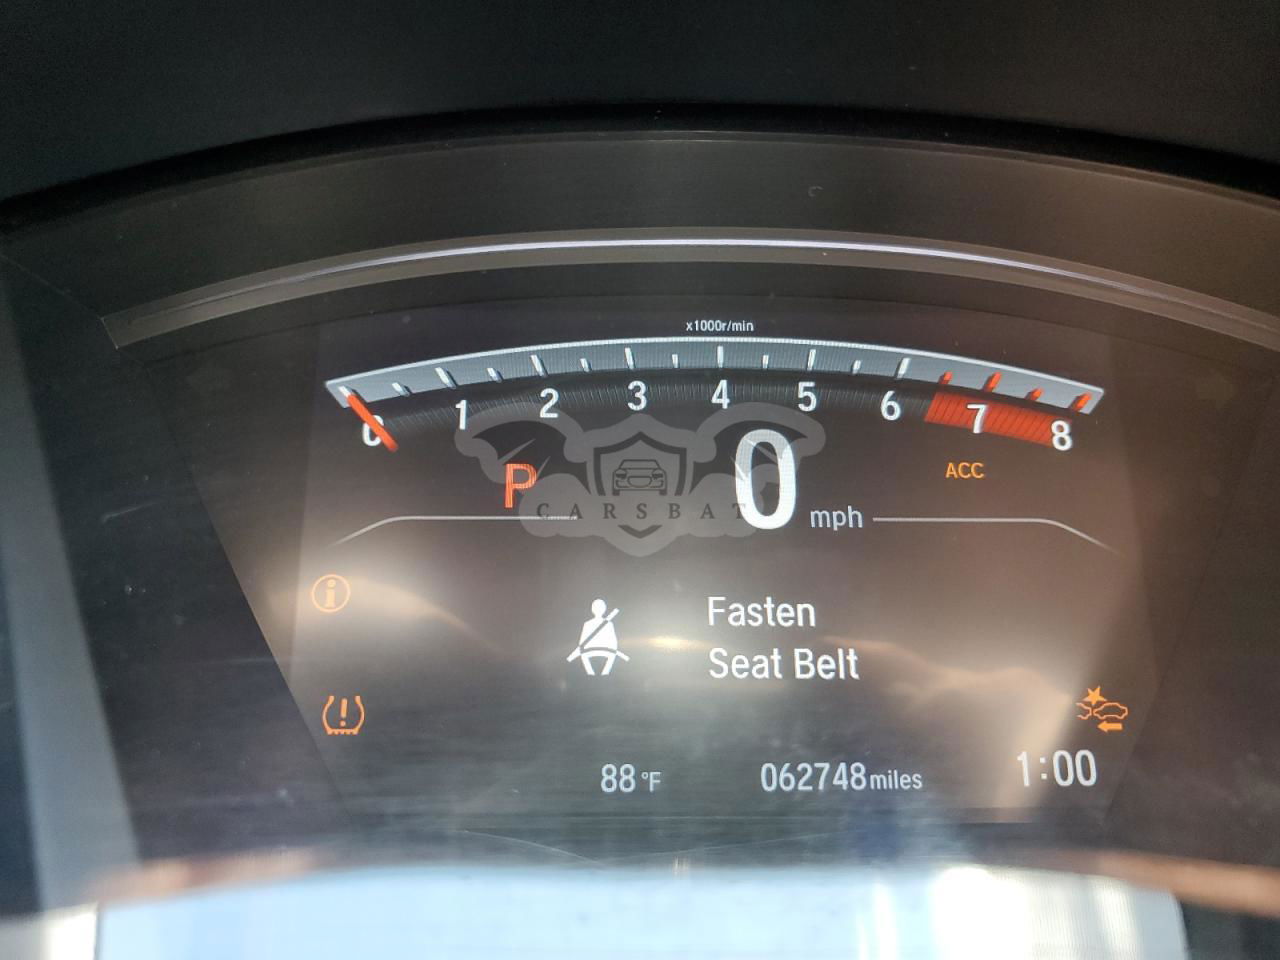 x1000r/min
0 1 2 3 4 5 6 7 8
P 0 mph ACC
CARSBAT
Fasten
Seat Belt
88 °F 062748 miles 1:00